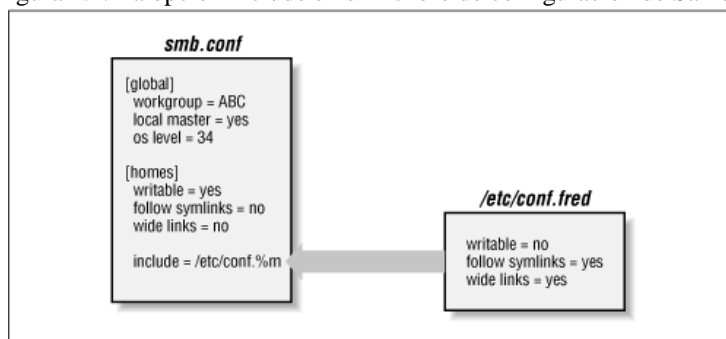 smb.conf
[global]
workgroup = ABC
local master = yes
os level = 34
[homes]
writable = yes
follow symlinks = no
wide links = no
include = /etc/conf.%m
/etc/conf.fred
writable = no
follow symlinks = yes
wide links = yes